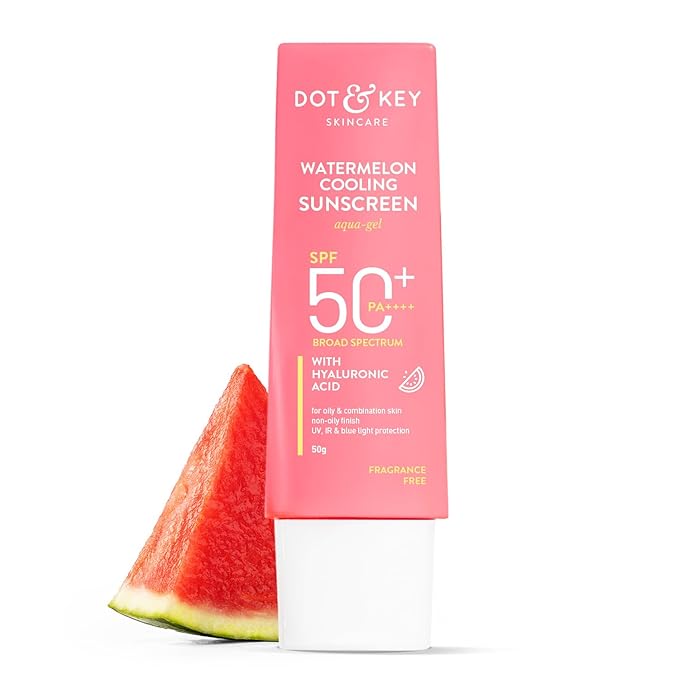 DOT & KEY
SKINCARE
WATERMELON
COOLING
SUNSCREEN
aqua-gel
SPF
50+
PA++++
BROAD SPECTRUM
WITH
HYALURONIC
ACID
for oily & combination skin
non-oily finish
UV, IR & blue light protection
50g
FRAGRANCE
FREE